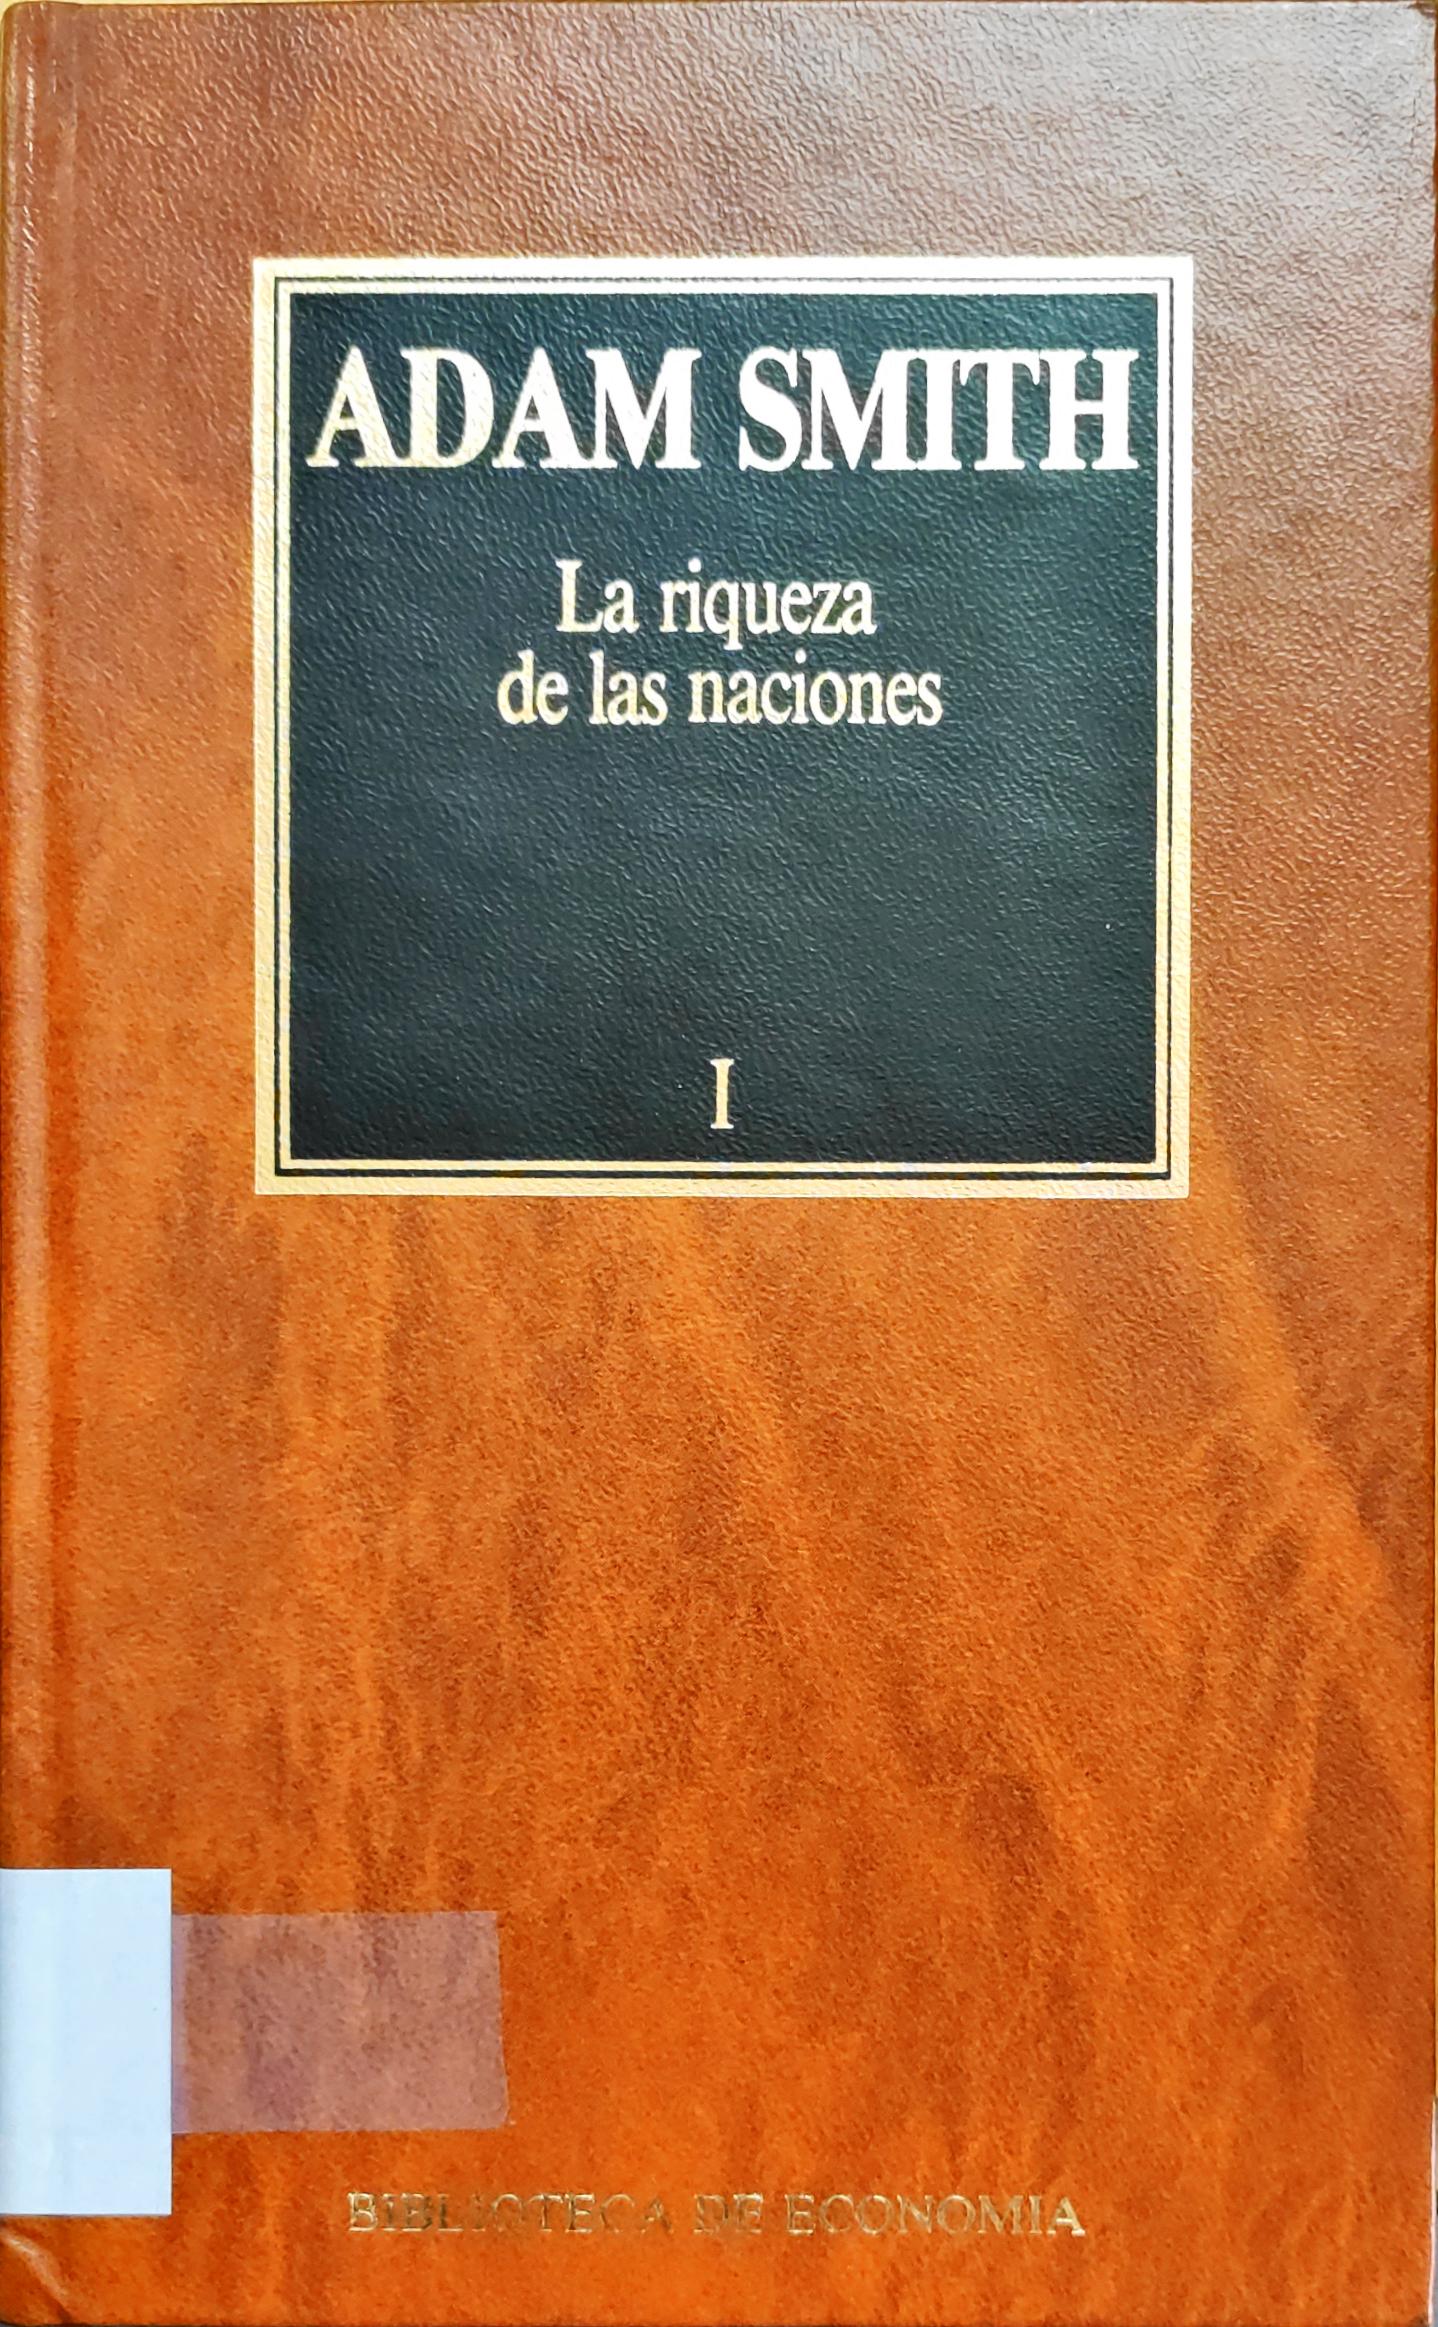 ADAM SMITH
La riqueza
de las naciones
I
BIBLIOTECA DE ECONOMIA